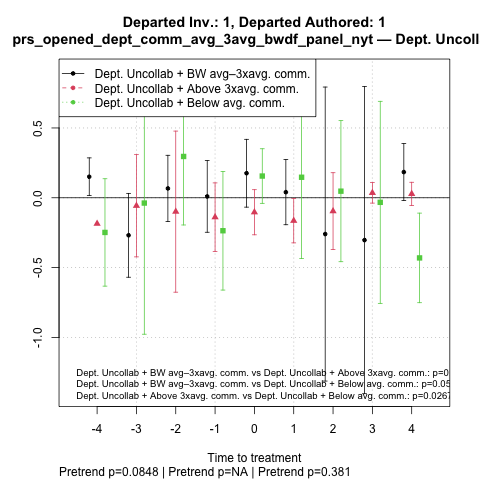 Departed Inv.: 1, Departed Authored: 1
prs_opened_dept_comm_avg_3avg_bwdf_panel_nyt — Dept. Uncoll
Dept. Uncollab + BW avg–3xavg. comm.
Dept. Uncollab + Above 3xavg. comm.
Dept. Uncollab + Below avg. comm.
0.5
0.0
-0.5
-1.0
Dept. Uncollab + BW avg–3xavg. comm. vs Dept. Uncollab + Above 3xavg. comm.: p=0
Dept. Uncollab + BW avg–3xavg. comm. vs Dept. Uncollab + Below avg. comm.: p=0.05
Dept. Uncollab + Above 3xavg. comm. vs Dept. Uncollab + Below avg. comm.: p=0.0267
-4 -3 -2 -1 0 1 2 3 4
Time to treatment
Pretrend p=0.0848 | Pretrend p=NA | Pretrend p=0.381